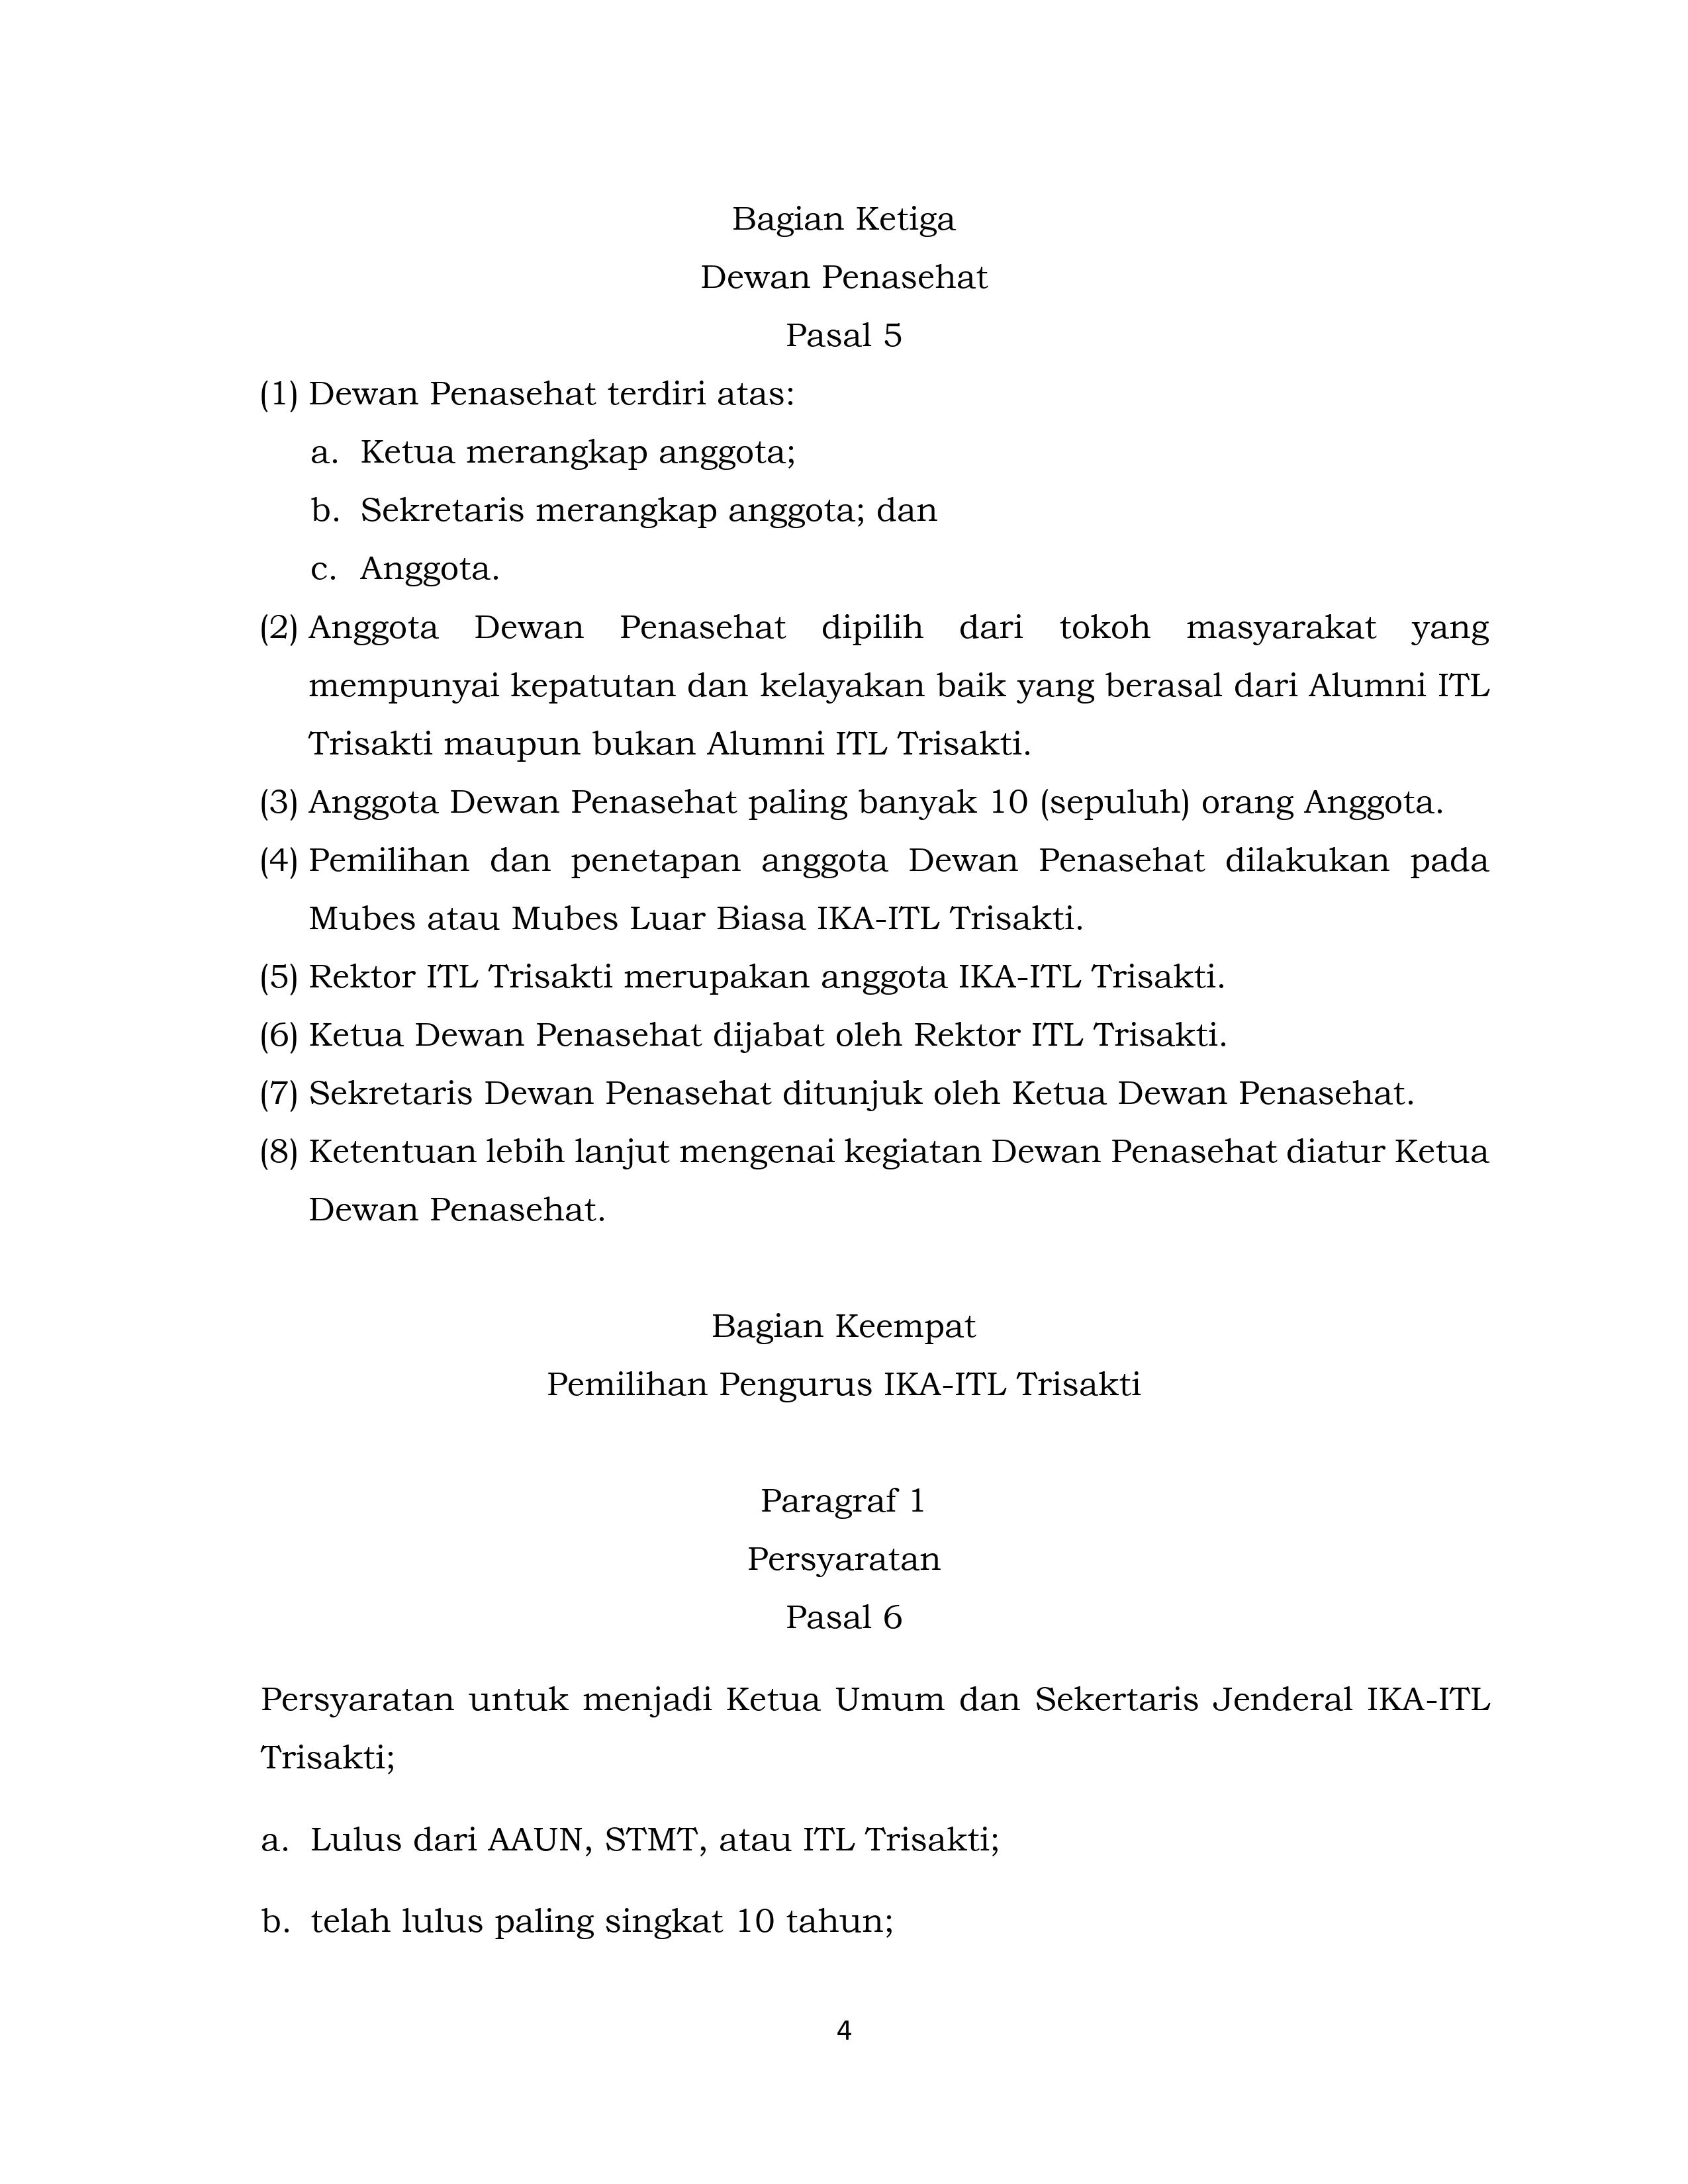 Bagian Ketiga
Dewan Penasehat
Pasal 5
(1) Dewan Penasehat terdiri atas:
a. Ketua merangkap anggota;
b. Sekretaris merangkap anggota; dan
c. Anggota.
(2) Anggota Dewan Penasehat dipilih dari tokoh masyarakat yang
mempunyai kepatutan dan kelayakan baik yang berasal dari Alumni ITL
Trisakti maupun bukan Alumni ITL Trisakti.
(3) Anggota Dewan Penasehat paling banyak 10 (sepuluh) orang Anggota.
(4) Pemilihan dan penetapan anggota Dewan Penasehat dilakukan pada
Mubes atau Mubes Luar Biasa IKA-ITL Trisakti.
(5) Rektor ITL Trisakti merupakan anggota IKA-ITL Trisakti.
(6) Ketua Dewan Penasehat dijabat oleh Rektor ITL Trisakti.
(7) Sekretaris Dewan Penasehat ditunjuk oleh Ketua Dewan Penasehat.
(8) Ketentuan lebih lanjut mengenai kegiatan Dewan Penasehat diatur Ketua
Dewan Penasehat.
Bagian Keempat
Pemilihan Pengurus IKA-ITL Trisakti
Paragraf 1
Persyaratan
Pasal 6
Persyaratan untuk menjadi Ketua Umum dan Sekertaris Jenderal IKA-ITL
Trisakti;
a. Lulus dari AAUN, STMT, atau ITL Trisakti;
b. telah lulus paling singkat 10 tahun;
4